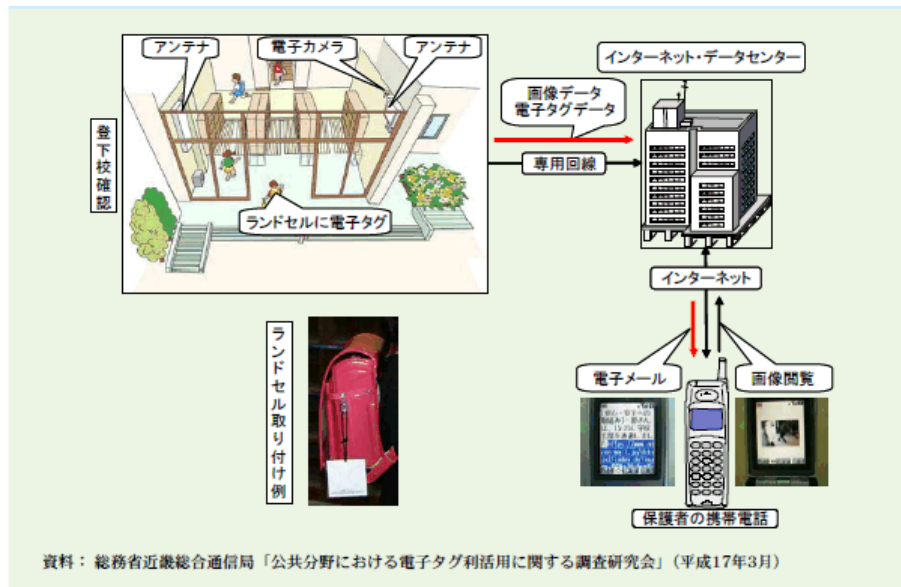 アンテナ
電子カメラ
アンテナ
インターネット・データセンター
画像データ
電子タグデータ
専用回線
登下校確認
ランドセルに電子タグ
インターネット
ランドセル取り付け例
電子メール
画像閲覧
保護者の携帯電話
資料： 総務省近畿総合通信局「公共分野における電子タグ利活用に関する調査研究会」（平成17年3月）